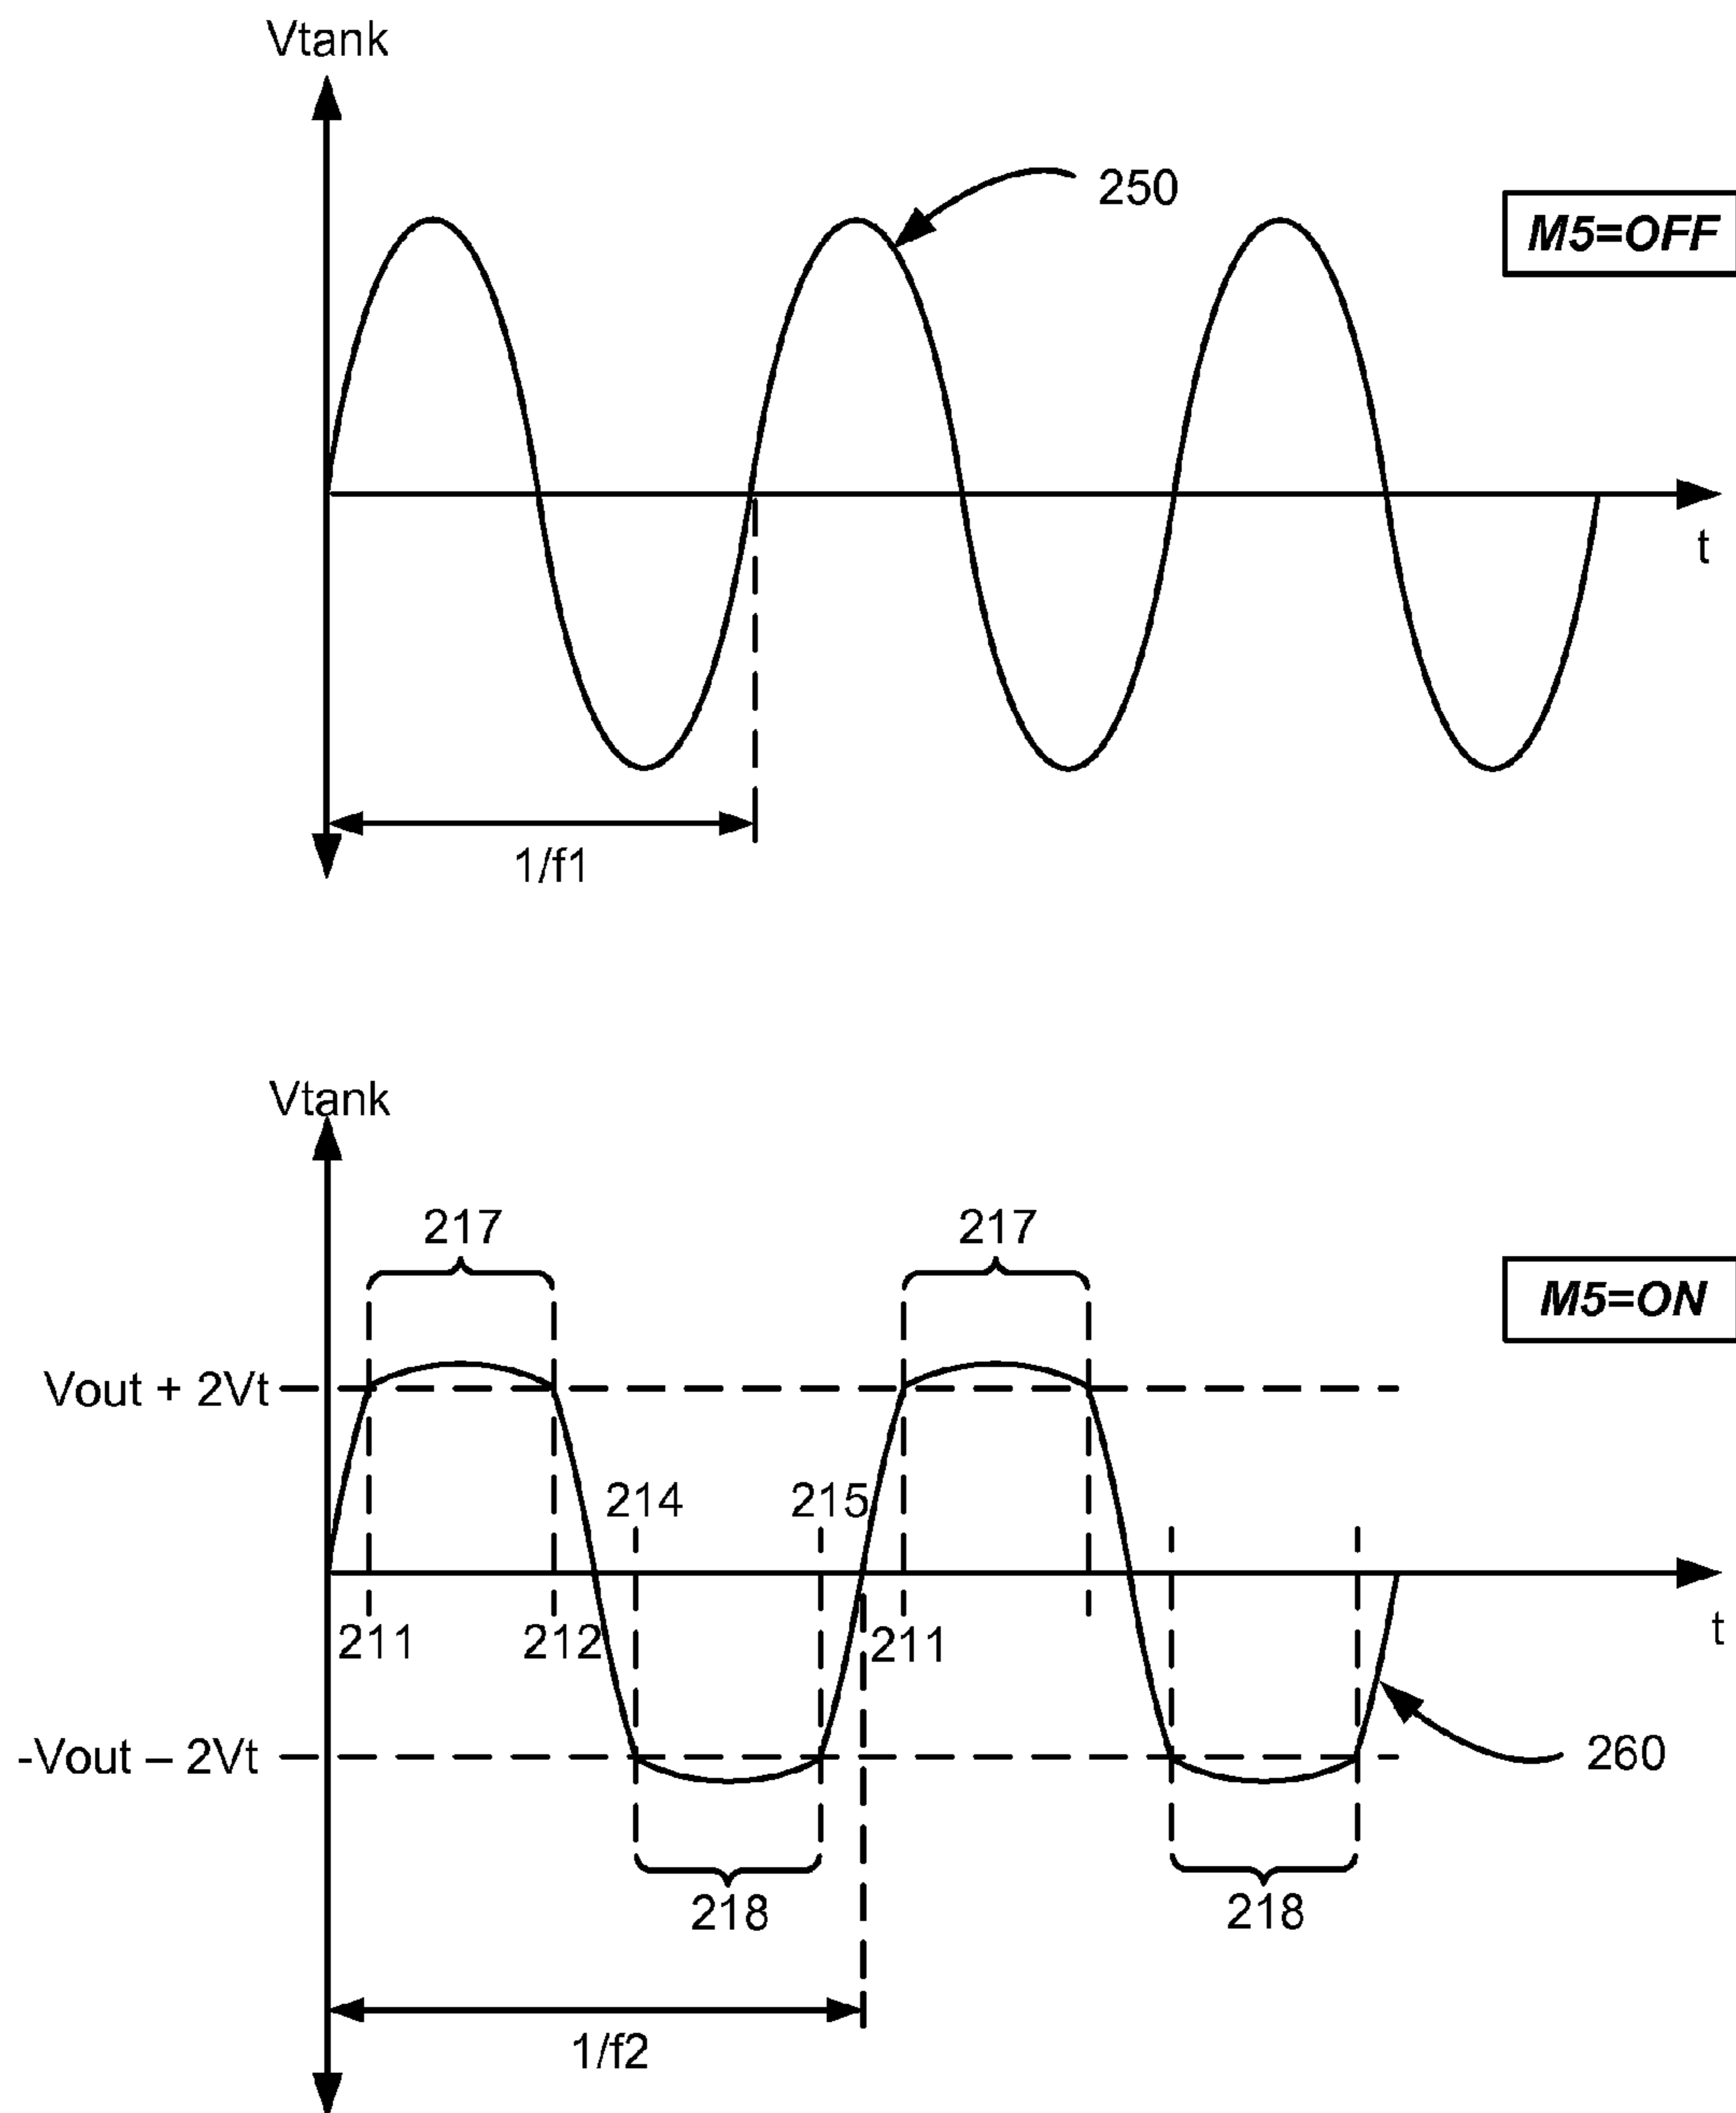 Vtank
250
M5=OFF
t
1/f1
Vtank
217
217
M5=ON
Vout + 2Vt
214
215
211
212
211
t
-Vout – 2Vt
260
218
218
1/f2